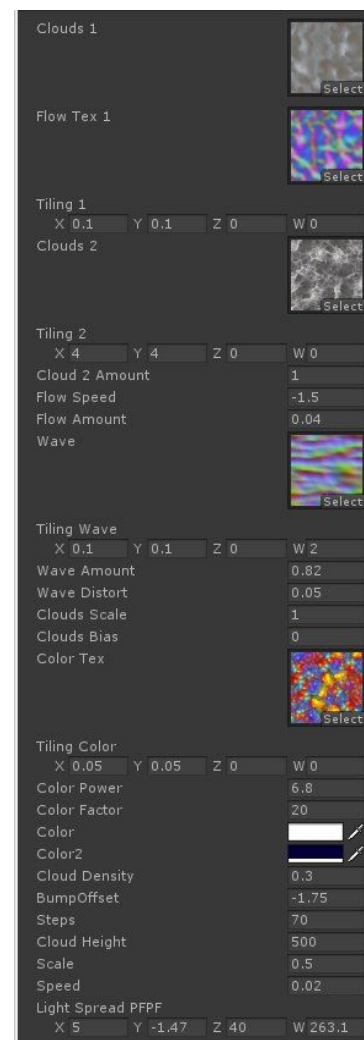 Clouds 1
Select
Flow Tex 1
Select
Tiling 1
X 0.1 Y 0.1 Z 0 W 0
Clouds 2
Select
Tiling 2
X 4 Y 4 Z 0 W 0
Cloud 2 Amount 1
Flow Speed -1.5
Flow Amount 0.04
Wave
Select
Tiling Wave
X 0.1 Y 0.1 Z 0 W 2
Wave Amount 0.82
Wave Distort 0.05
Clouds Scale 1
Clouds Bias 0
Color Tex
Select
Tiling Color
X 0.05 Y 0.05 Z 0 W 0
Color Power 6.8
Color Factor 20
Color
Color2
Cloud Density 0.3
BumpOffset -1.75
Steps 70
Cloud Height 500
Scale 0.5
Speed 0.02
Light Spread PFPF
X 5 Y -1.47 Z 40 W 263.1